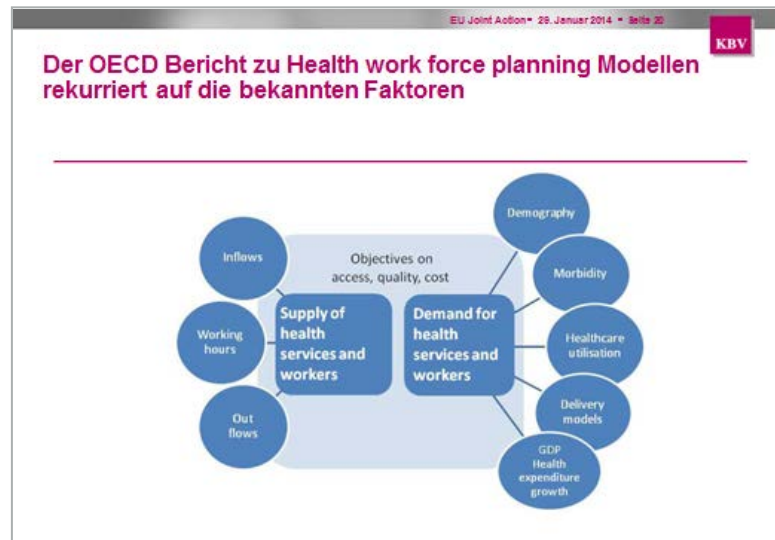 EU Joint Action▪ 29. Januar 2014 ▪ Seite 20
KBV
Der OECD Bericht zu Health work force planning Modellen
rekurriert auf die bekannten Faktoren
Objectives on
access, quality, cost
Inflows
Working
hours
Out
flows
Supply of
health
services and
workers
Demand for
health
services and
workers
Demography
Morbidity
Healthcare
utilisation
Delivery
models
GDP
Health
expenditure
growth